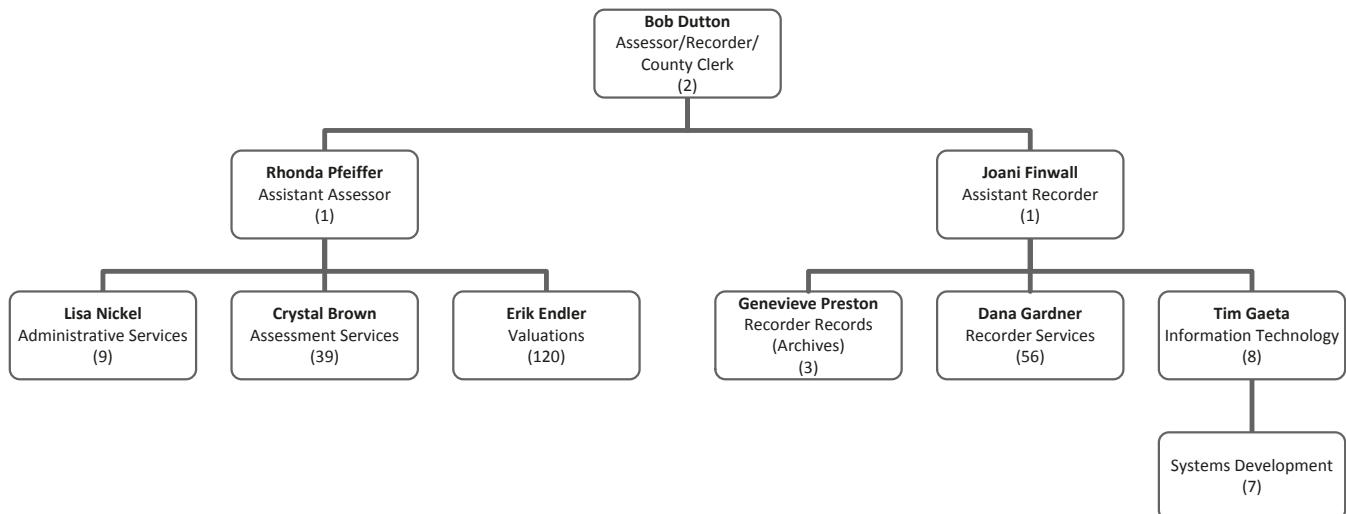 Bob Dutton
Assessor/Recorder/
County Clerk
(2)
Rhonda Pfeiffer
Assistant Assessor
(1)
Joani Finwall
Assistant Recorder
(1)
Lisa Nickel
Administrative Services
(9)
Crystal Brown
Assessment Services
(39)
Erik Endler
Valuations
(120)
Genevieve Preston
Recorder Records
(Archives)
(3)
Dana Gardner
Recorder Services
(56)
Tim Gaeta
Information Technology
(8)
Systems Development
(7)